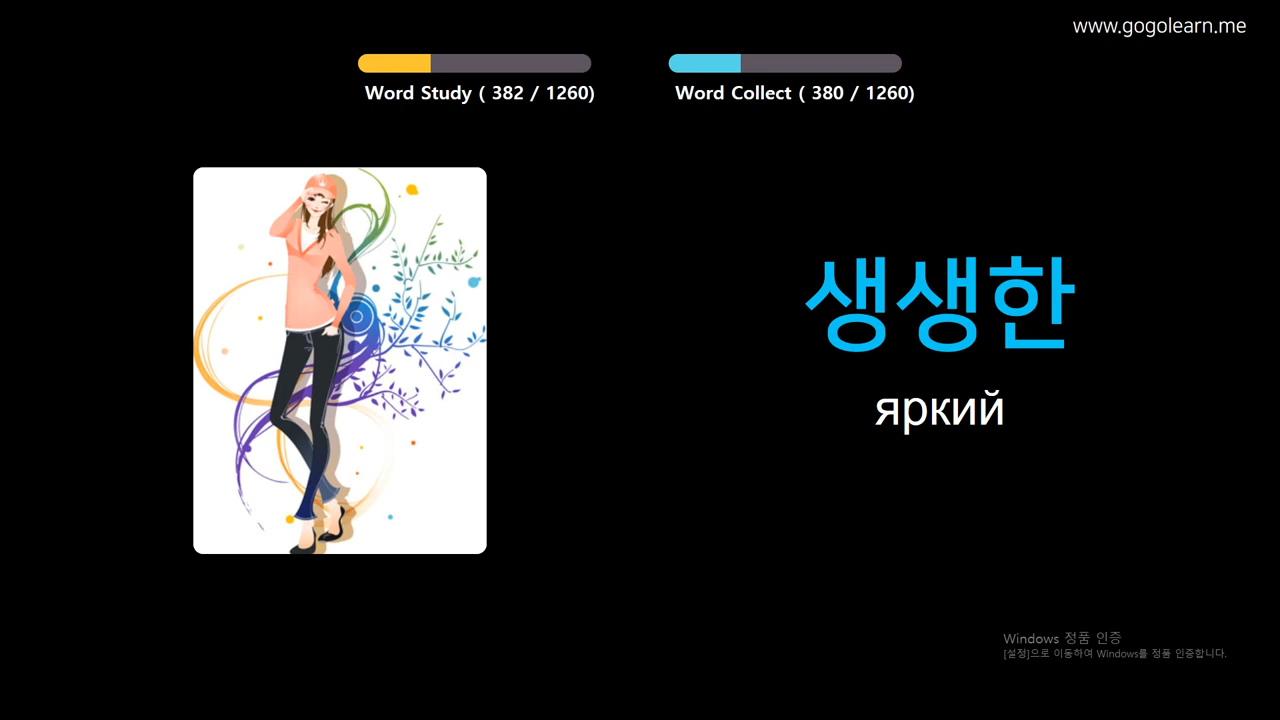 www.gogolearn.me
Word Study ( 382 / 1260)
Word Collect ( 380 / 1260)
생생한
яркий
Windows 정품 인증
[설정]으로 이동하여 Windows를 정품 인증합니다.